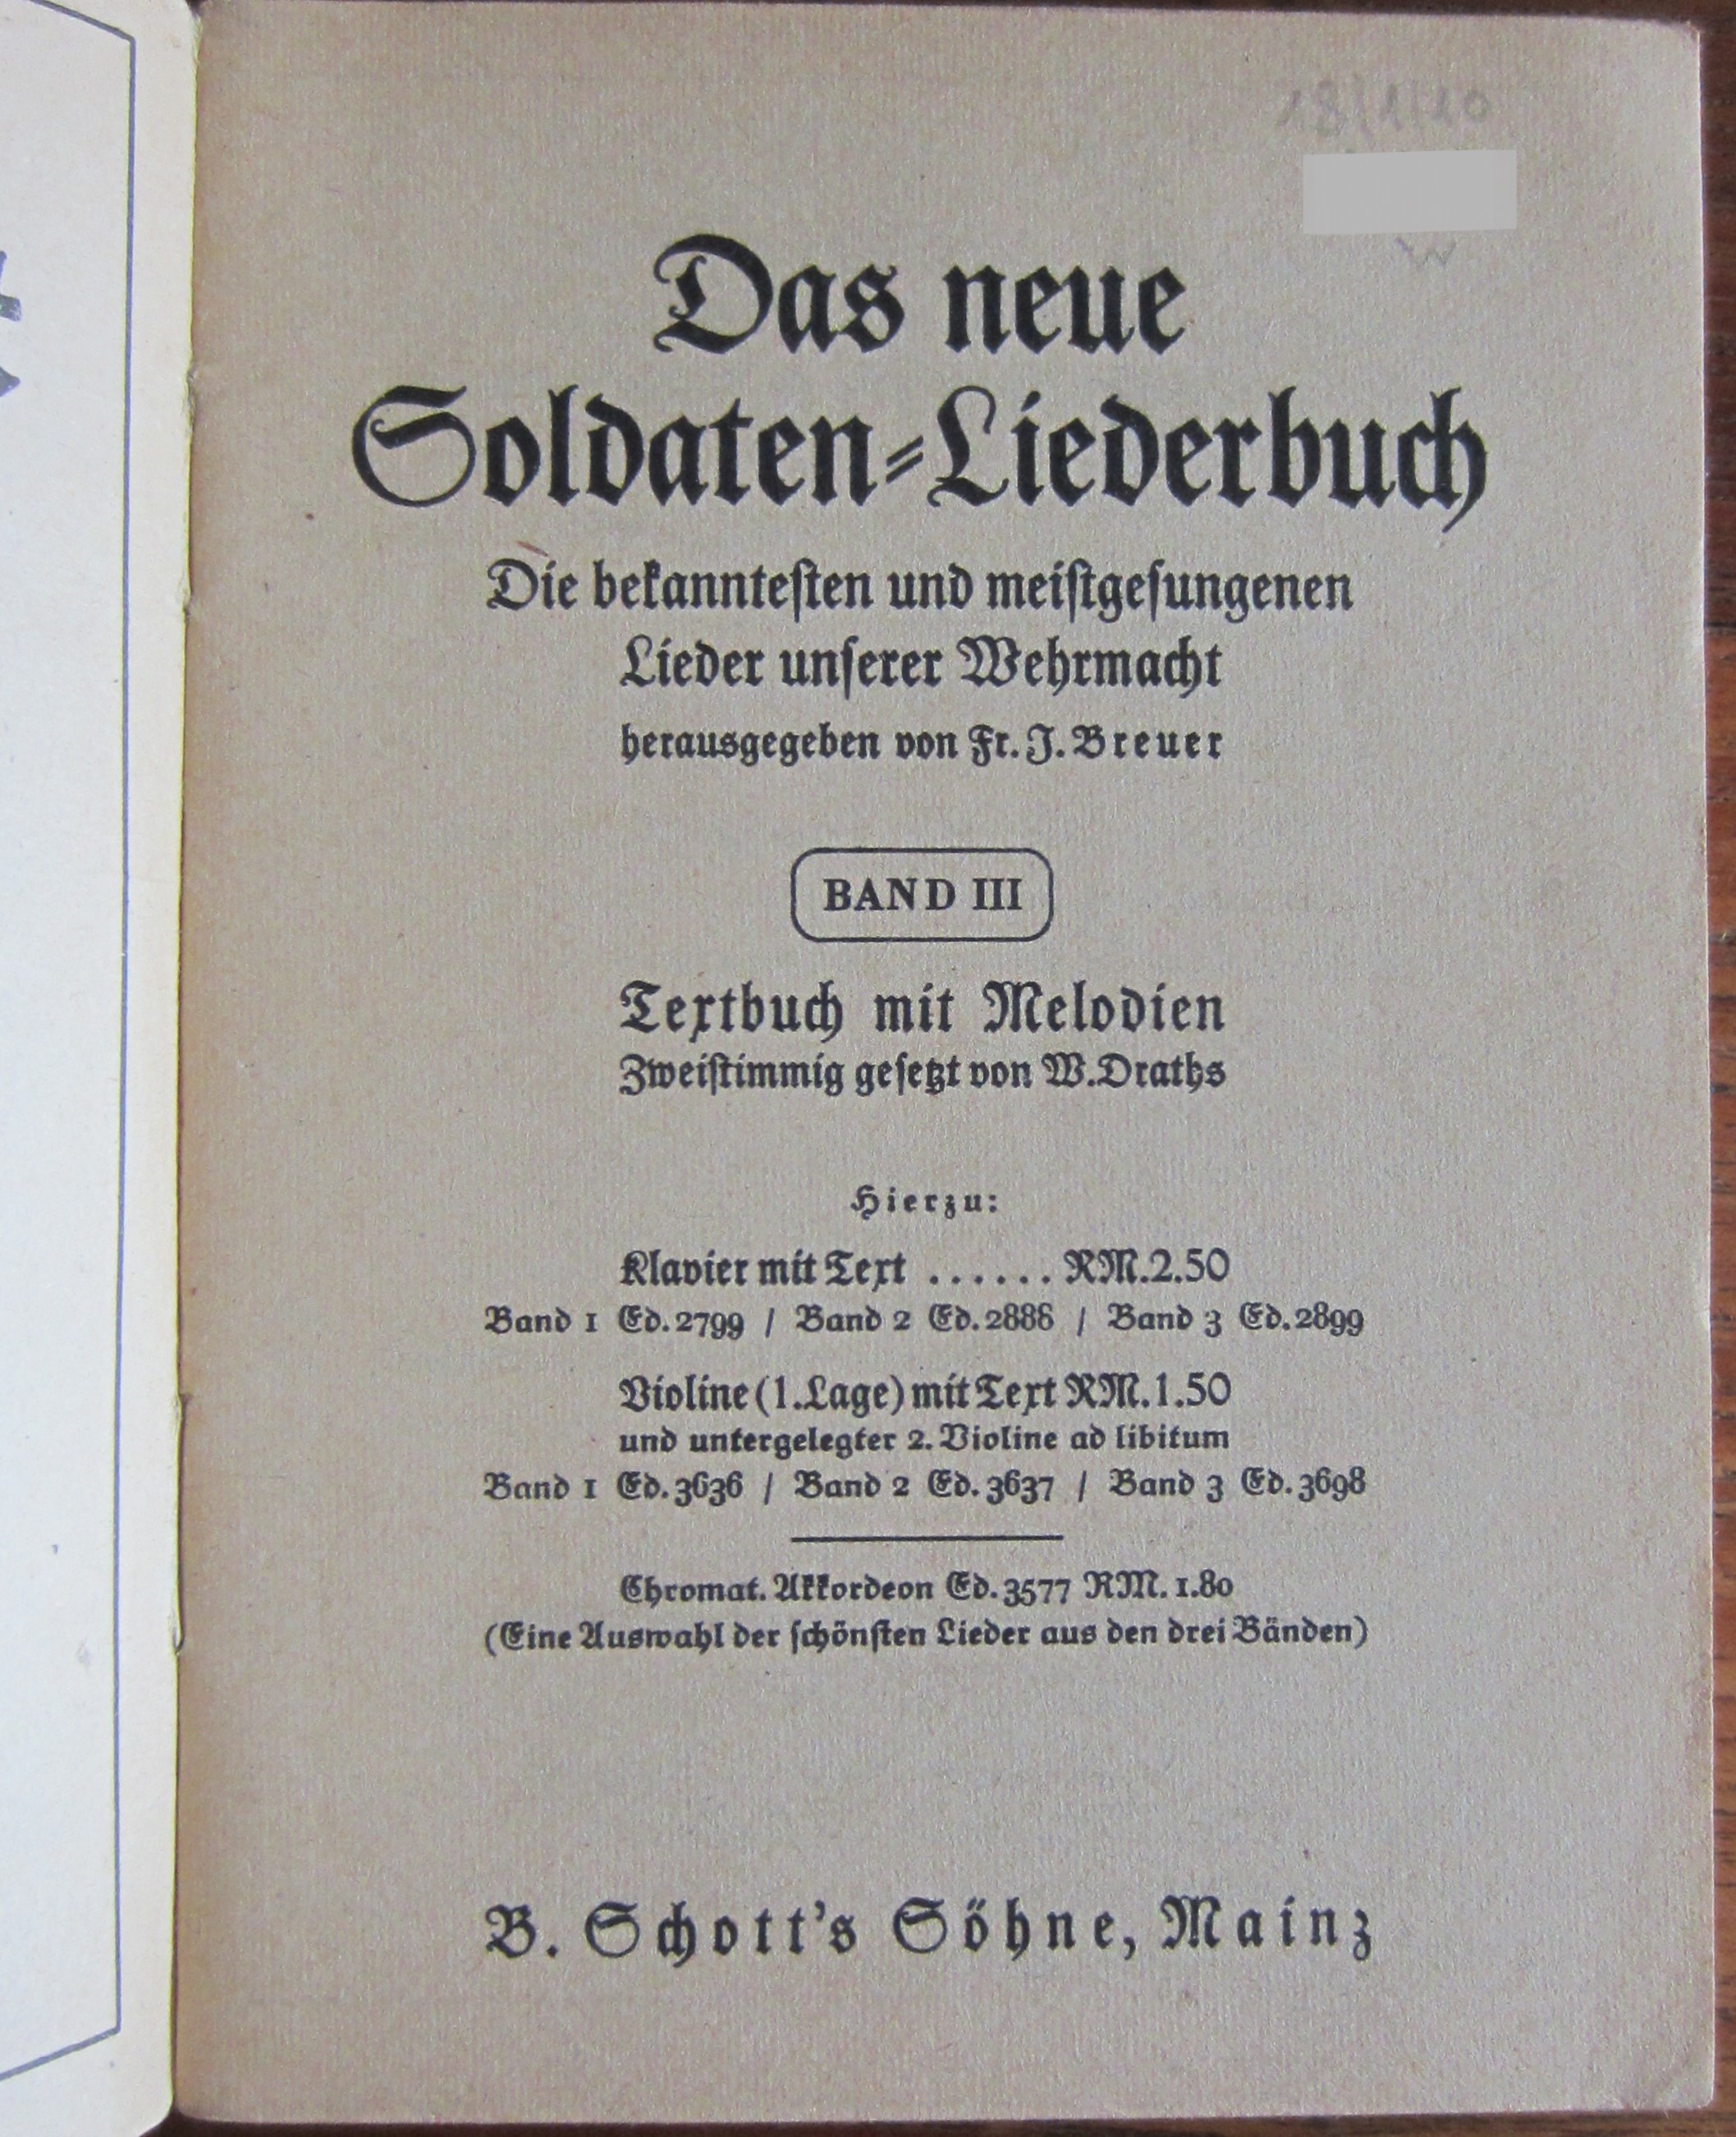 18/1/10
Das neue
Soldaten-Liederbuch
Die bekanntesten und meistgesungenen
Lieder unserer Wehrmacht
herausgegeben von Fr. J. Breuer
BAND III
Textbuch mit Melodien
Zweistimmig gesetzt von W. Draths
Hierzu:
Klavier mit Text ...... RM. 2.50
Band 1 Ed. 2799 / Band 2 Ed. 2888 / Band 3 Ed. 2899
Violine (1. Lage) mit Text RM. 1.50
und untergelegter 2. Violine ad libitum
Band 1 Ed. 3636 / Band 2 Ed. 3637 / Band 3 Ed. 3698
Chromat. Akkordeon Ed. 3577 RM. 1.80
(Eine Auswahl der schönsten Lieder aus den drei Bänden)
B. Schott's Söhne, Mainz